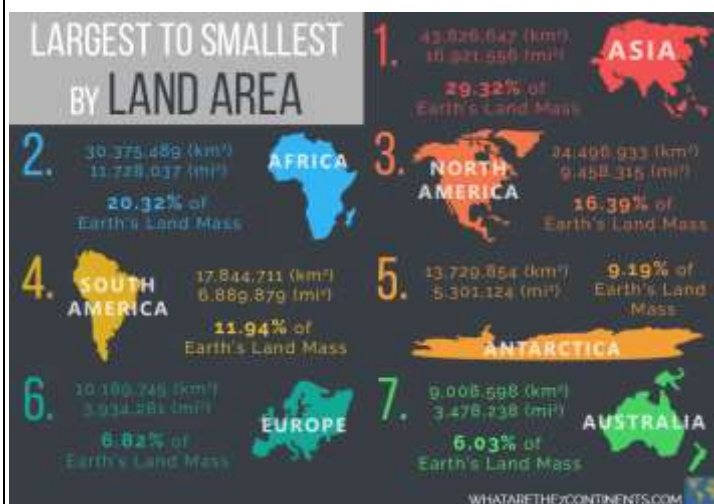 LARGEST TO SMALLEST
BY LAND AREA
1.
43,826,647 (km²)
16,921,556 (mi²)
29.32% of
Earth's Land Mass
ASIA
2.
30,375,489 (km²)
11,728,037 (mi²)
20.32% of
Earth's Land Mass
AFRICA
3.
NORTH
AMERICA
24,496,933 (km²)
9,458,315 (mi²)
16.39% of
Earth's Land Mass
4.
SOUTH
AMERICA
17,844,711 (km²)
6,889,879 (mi²)
11.94% of
Earth's Land Mass
5.
13,729,854 (km²)
5,301,124 (mi²)
9.19% of
Earth's Land
Mass
ANTARCTICA
6.
10,189,745 (km²)
3,934,281 (mi²)
6.82% of
Earth's Land Mass
EUROPE
7.
9,008,598 (km²)
3,478,238 (mi²)
6.03% of
Earth's Land Mass
AUSTRALIA
WHATARETHE7CONTINENTS.COM